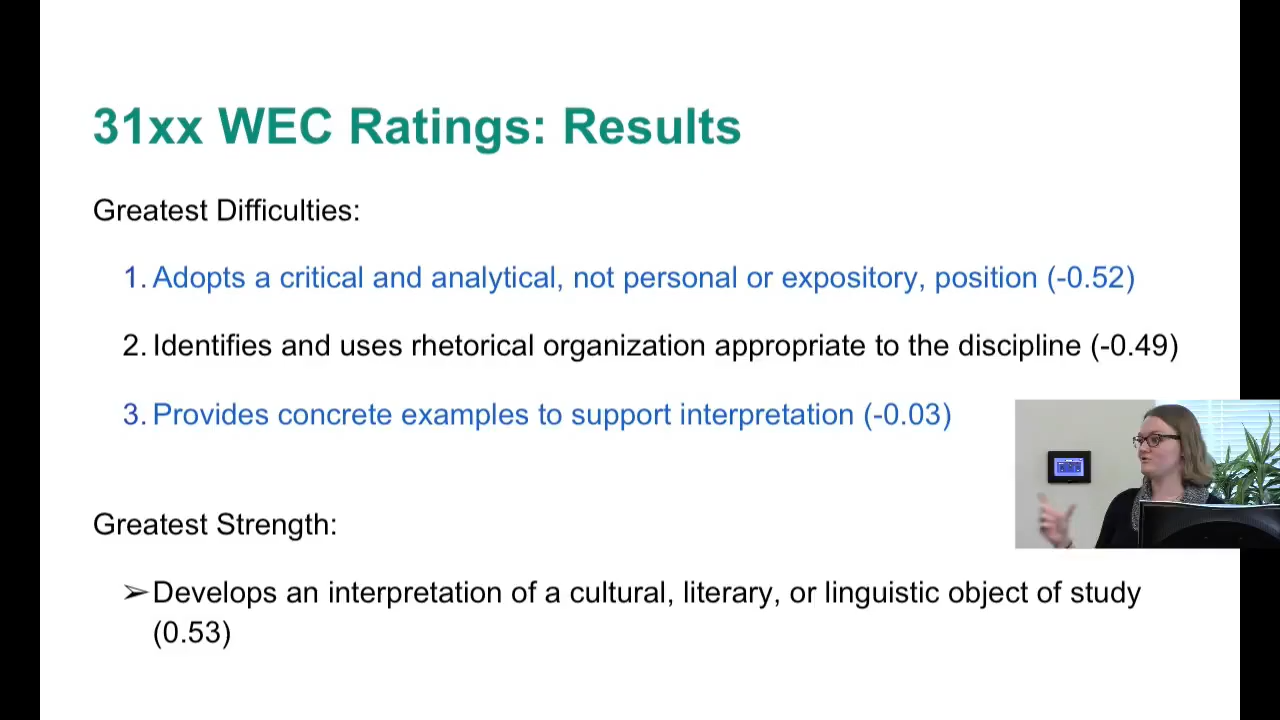 31xx WEC Ratings: Results
Greatest Difficulties:
1. Adopts a critical and analytical, not personal or expository, position (-0.52)
2. Identifies and uses rhetorical organization appropriate to the discipline (-0.49)
3. Provides concrete examples to support interpretation (-0.03)
Greatest Strength:
➢Develops an interpretation of a cultural, literary, or linguistic object of study
(0.53)